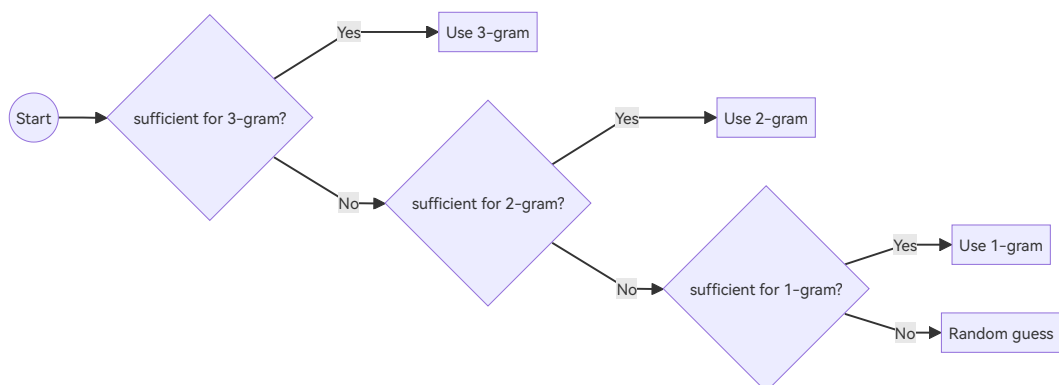 Start
sufficient for 3-gram?
Yes
Use 3-gram
No
sufficient for 2-gram?
Yes
Use 2-gram
No
sufficient for 1-gram?
Yes
Use 1-gram
No
Random guess